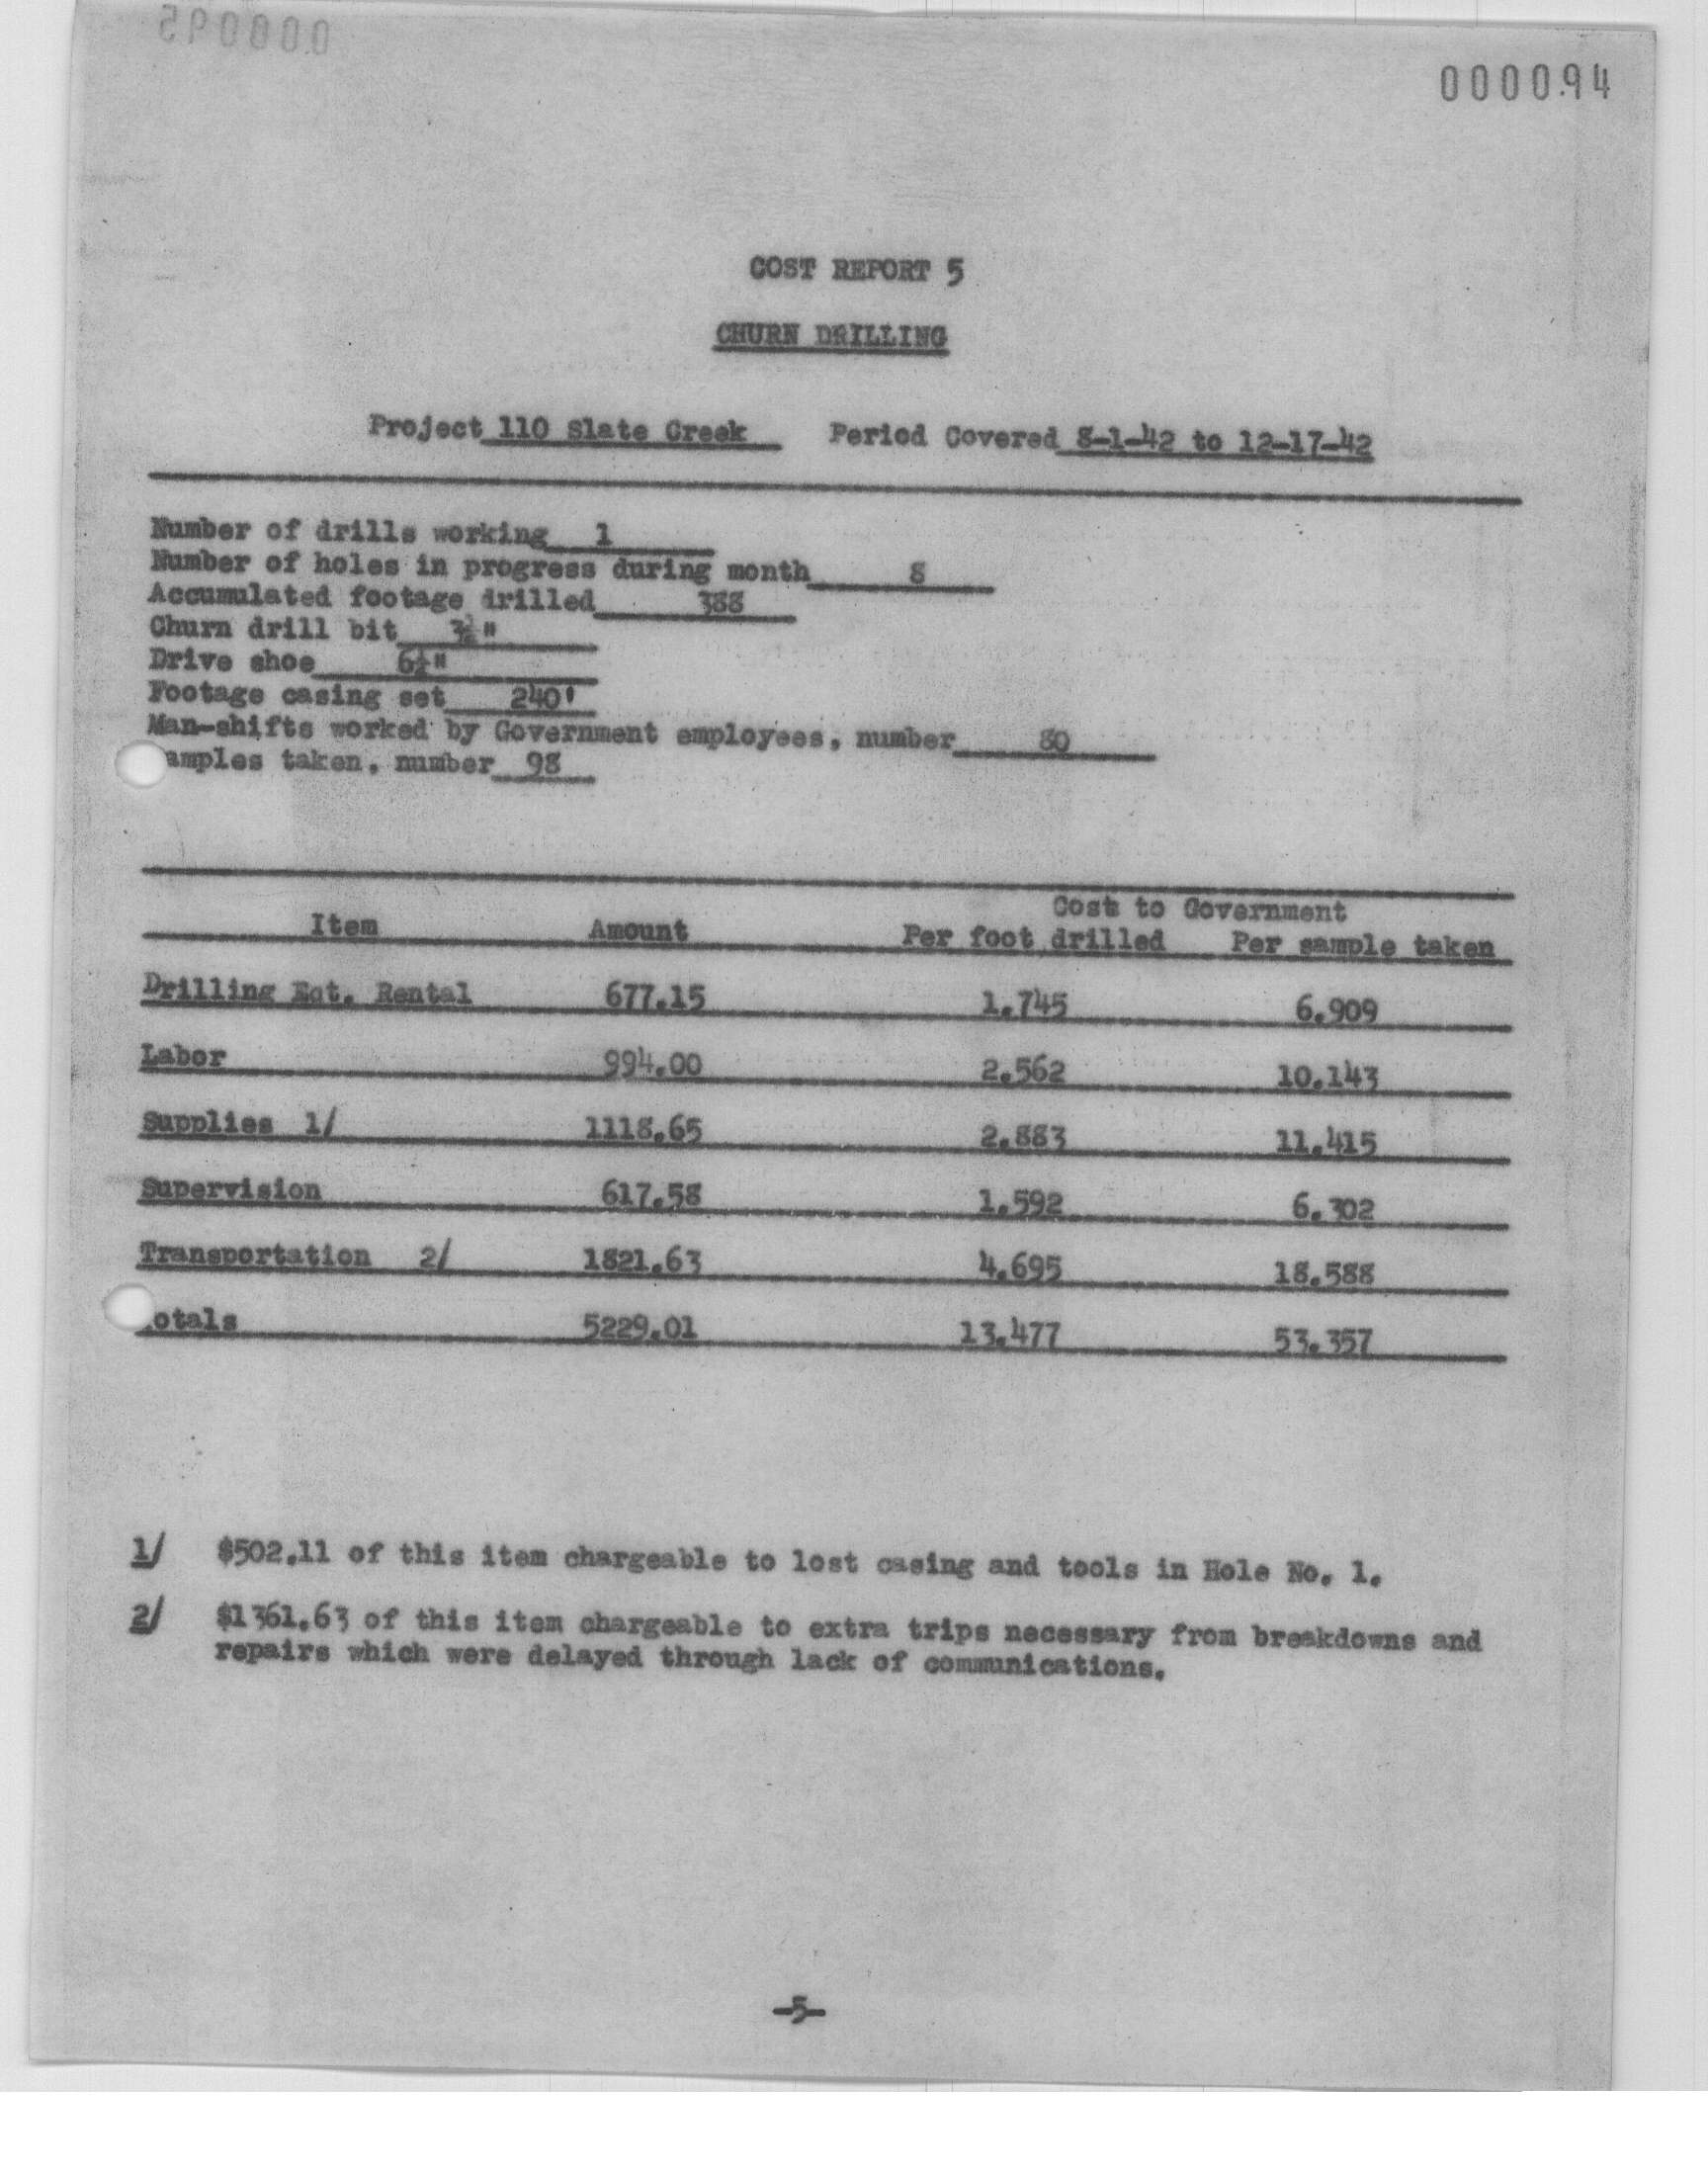 000094
COST REPORT 5
CHURN DRILLING
Project 110 Slate Creek Period Covered 8-1-42 to 12-17-42
Number of drills working 1
Number of holes in progress during month 8
Accumulated footage drilled 388
Churn drill bit
Drive shoe
Footage casing set 240'
Man-shifts worked by Government employees, number 80
amples taken, number 98
Cost to Government
Item Amount Per foot drilled Per sample taken
Drilling Eqt. Rental 677.15 1.745 6.909
Labor 994.00 2.562 10.143
Supplies 1/ 1118.65 2.883 11.415
Supervision 617.58 1.592 6.302
Transportation 2/ 1821.63 4.695 18.588
otals 5229.01 13.477 53.357
1/ $502.11 of this item chargeable to lost casing and tools in Hole No. 1.
2/ $1361.63 of this item chargeable to extra trips necessary from breakdowns and
repairs which were delayed through lack of communications.
-5-